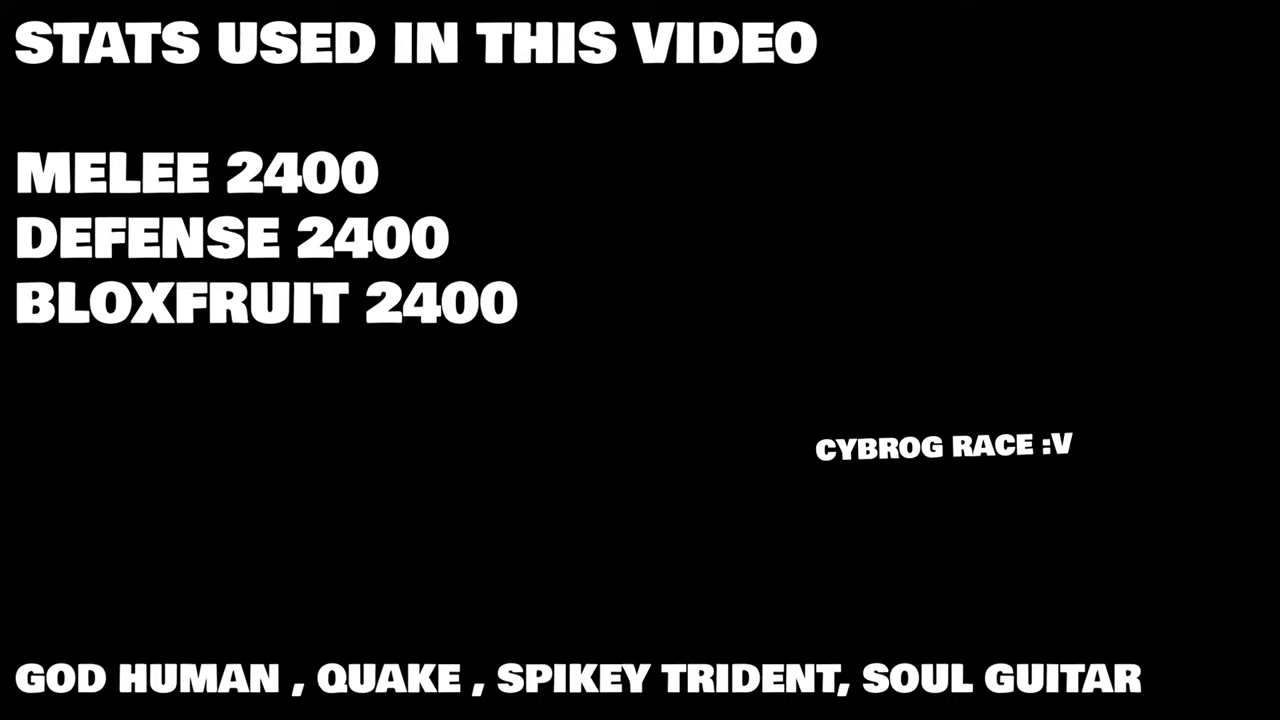 STATS USED IN THIS VIDEO
MELEE 2400
DEFENSE 2400
BLOXFRUIT 2400
CYBROG RACE :V
GOD HUMAN , QUAKE , SPIKEY TRIDENT, SOUL GUITAR